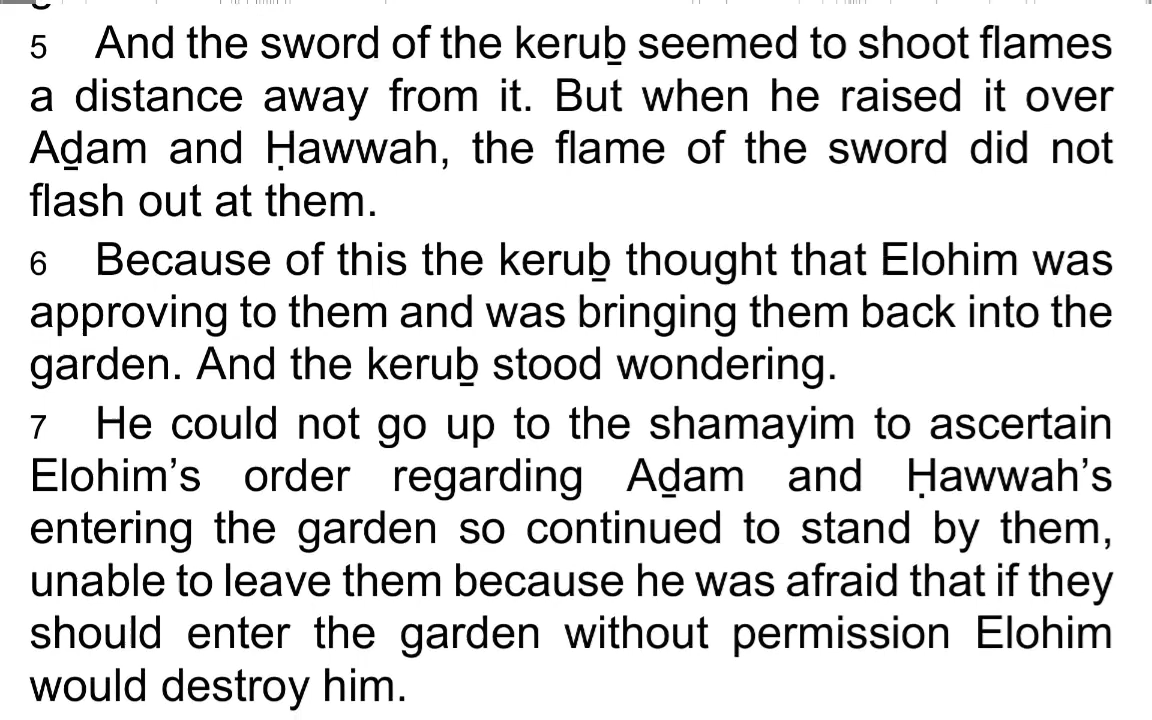 5 And the sword of the keruḇ seemed to shoot flames
a distance away from it. But when he raised it over
Aḏam and Ḥawwah, the flame of the sword did not
flash out at them.
6 Because of this the keruḇ thought that Elohim was
approving to them and was bringing them back into the
garden. And the keruḇ stood wondering.
7 He could not go up to the shamayim to ascertain
Elohim’s order regarding Aḏam and Ḥawwah’s
entering the garden so continued to stand by them,
unable to leave them because he was afraid that if they
should enter the garden without permission Elohim
would destroy him.